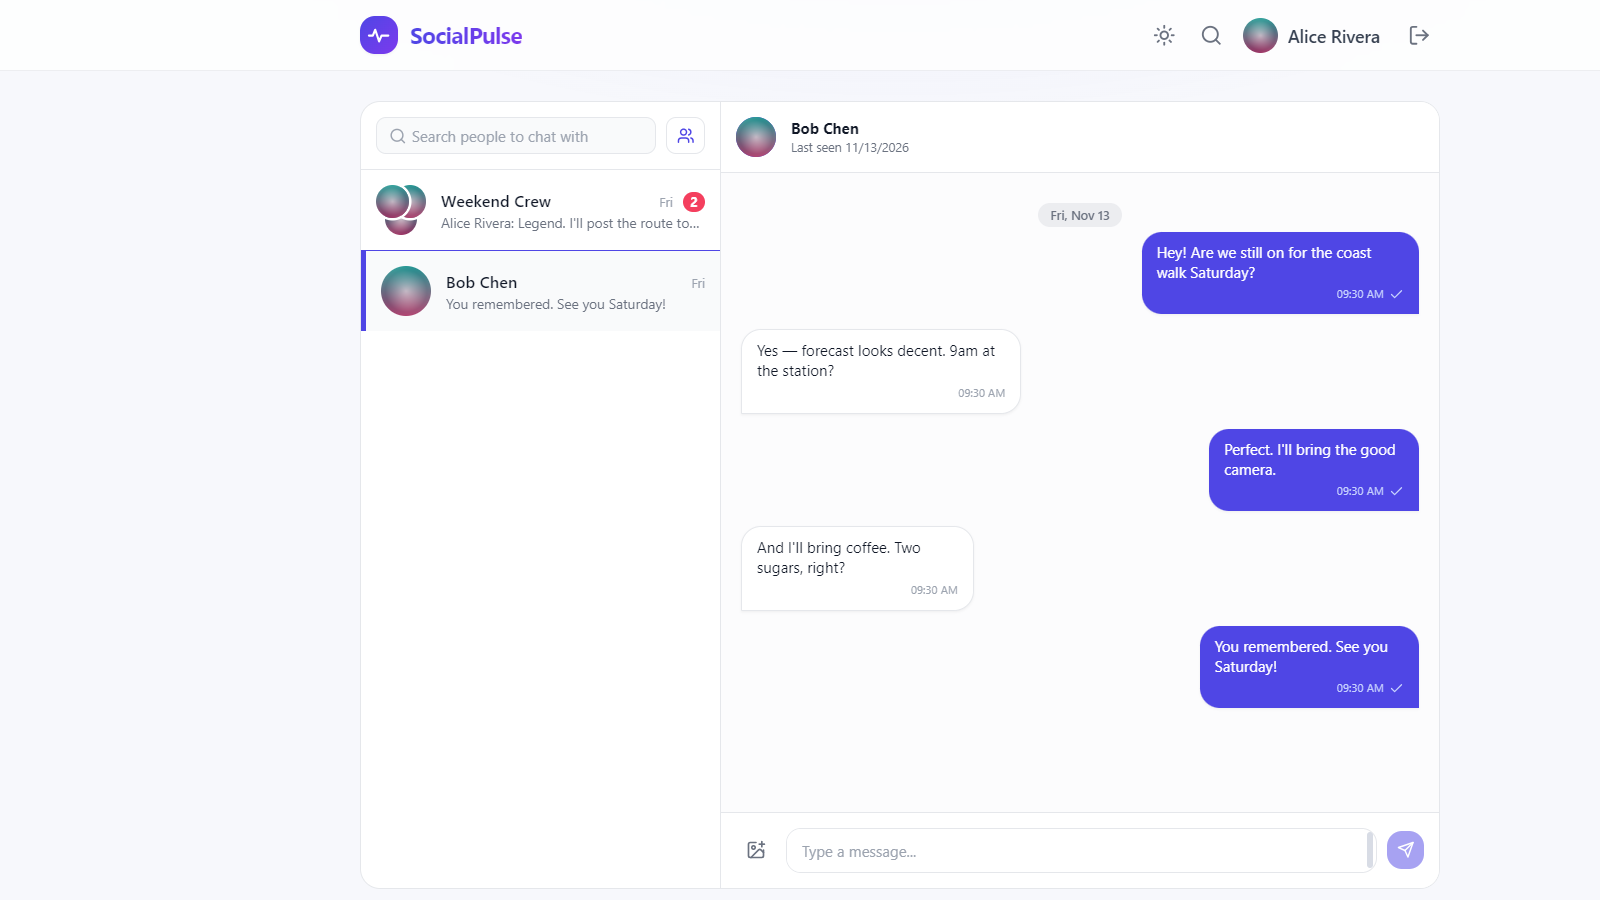 SocialPulse
Alice Rivera
Search people to chat with
Weekend Crew
Fri
2
Alice Rivera: Legend. I'll post the route to...
Bob Chen
Fri
You remembered. See you Saturday!
Bob Chen
Last seen 11/13/2026
Fri, Nov 13
Hey! Are we still on for the coast
walk Saturday?
09:30 AM
Yes — forecast looks decent. 9am at
the station?
09:30 AM
Perfect. I'll bring the good
camera.
09:30 AM
And I'll bring coffee. Two
sugars, right?
09:30 AM
You remembered. See you
Saturday!
09:30 AM
Type a message...